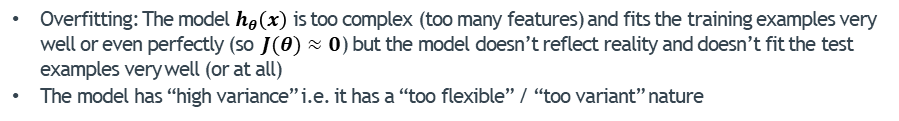 • Overfitting: The model h_θ(x) is too complex (too many features) and fits the training examples very
well or even perfectly (so J(θ) ≈ 0) but the model doesn't reflect reality and doesn't fit the test
examples very well (or at all)
• The model has “high variance” i.e. it has a “too flexible” / “too variant” nature